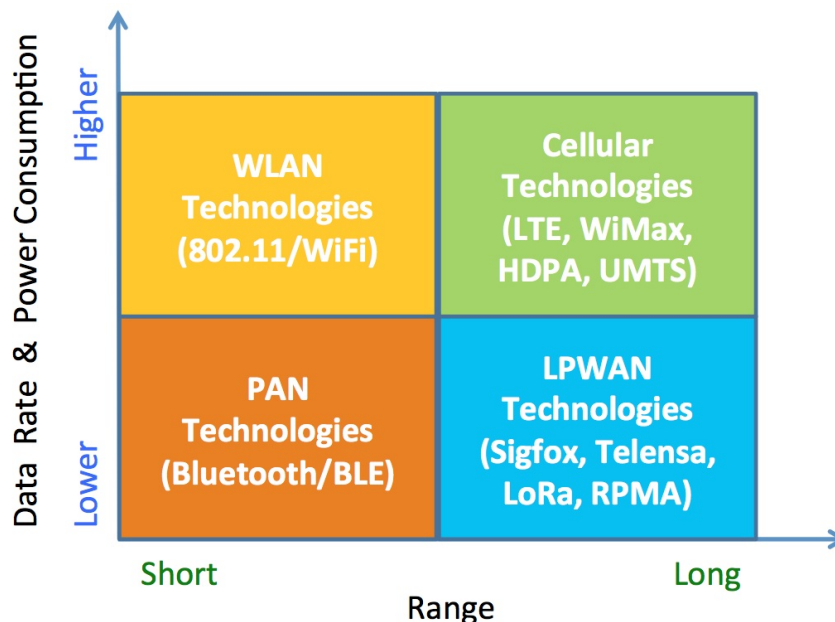 Data Rate & Power Consumption
Higher
Lower
WLAN
Technologies
(802.11/WiFi)
Cellular
Technologies
(LTE, WiMax,
HDPA, UMTS)
PAN
Technologies
(Bluetooth/BLE)
LPWAN
Technologies
(Sigfox, Telensa,
LoRa, RPMA)
Short
Long
Range